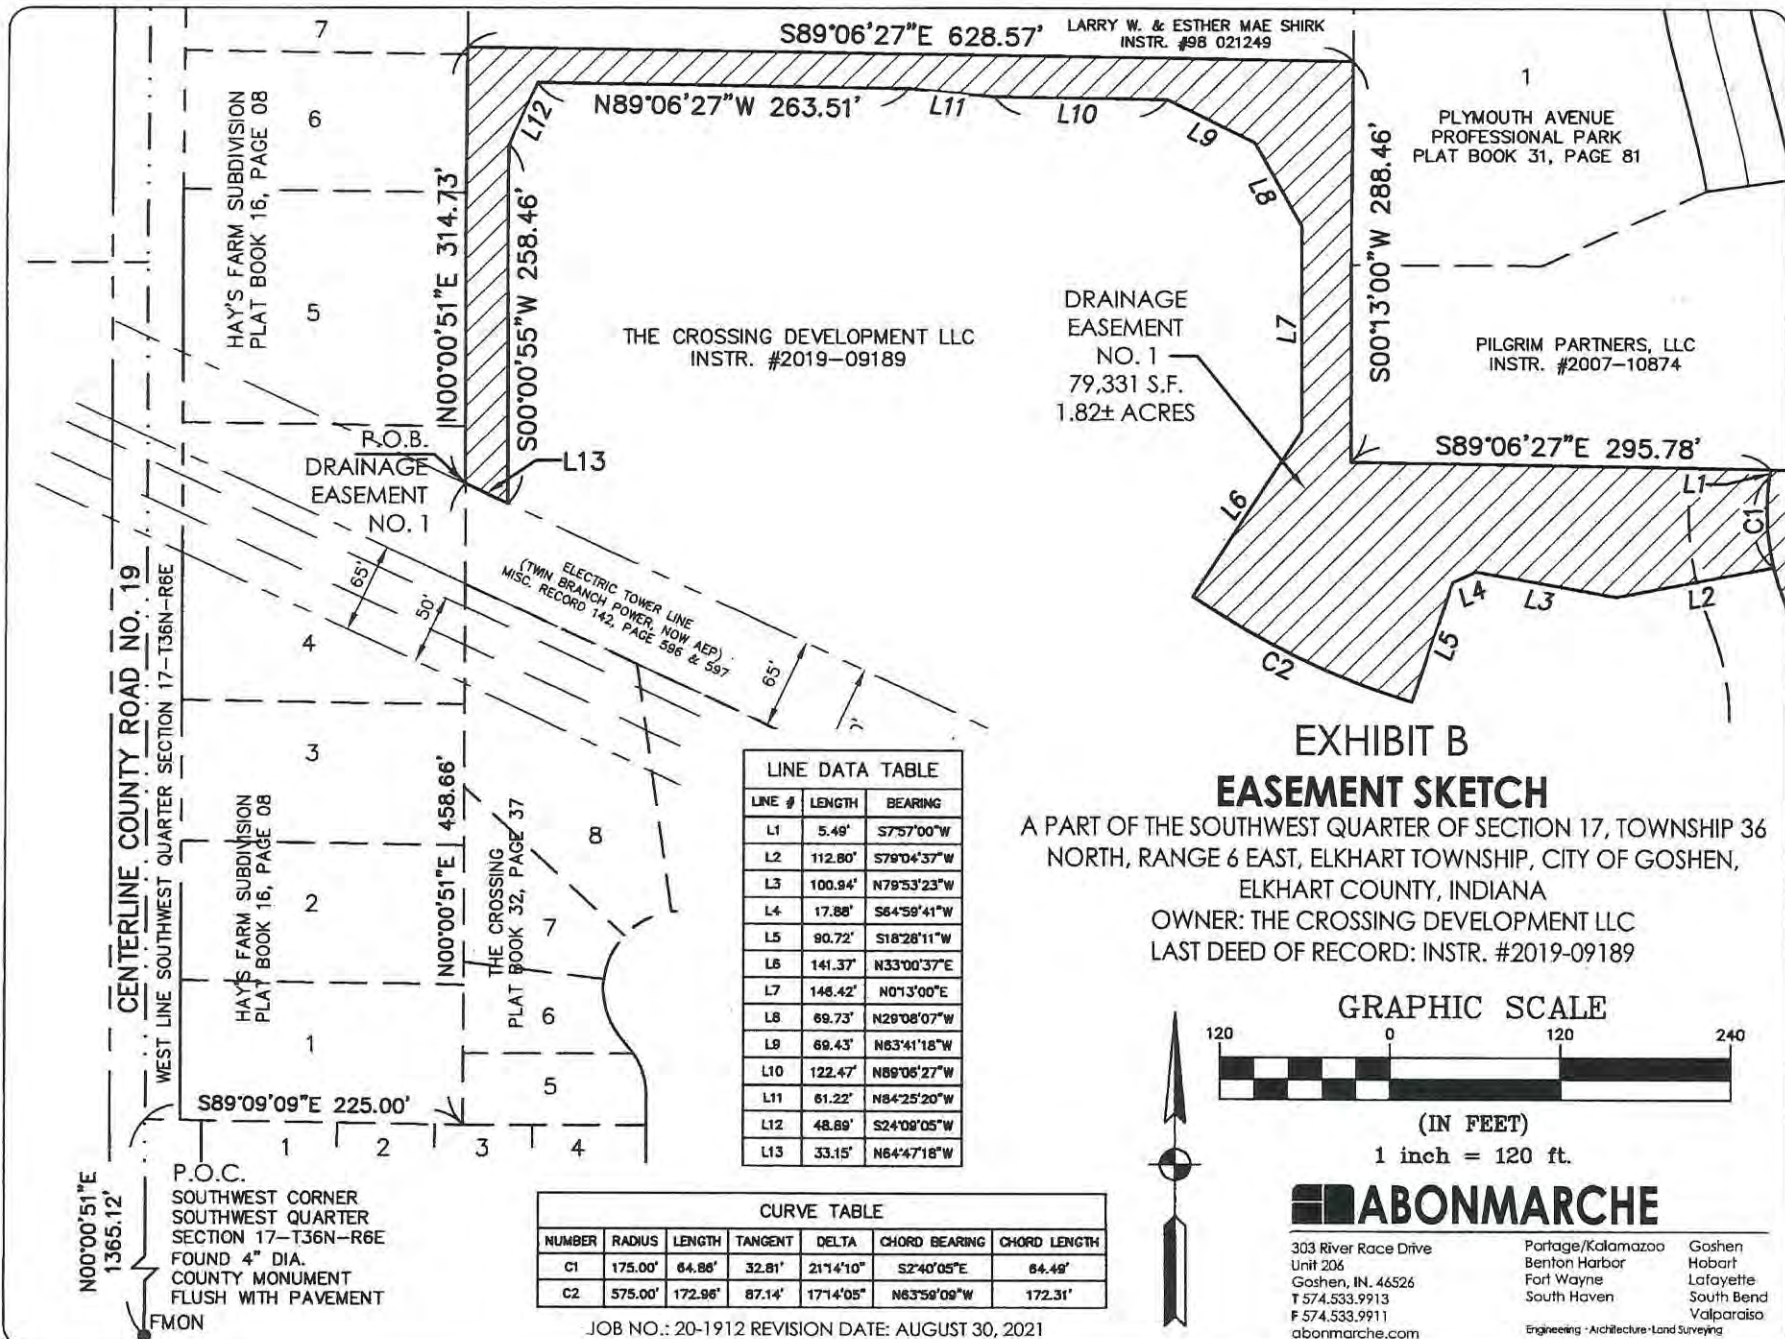 7
S89°06'27"E 628.57'
LARRY W. & ESTHER MAE SHIRK
INSTR. #98 021249
6
HAY'S FARM SUBDIVISION
PLAT BOOK 16, PAGE 08
5
L12
N89°06'27"W 263.51'
L11
L10
L9
L8
L7
L6
N00°00'51"E 314.73'
S00°00'55"W 258.46'
S00°13'00"W 288.46'
1
PLYMOUTH AVENUE
PROFESSIONAL PARK
PLAT BOOK 31, PAGE 81
THE CROSSING DEVELOPMENT LLC
INSTR. #2019-09189
DRAINAGE
EASEMENT
NO. 1
79,331 S.F.
1.82± ACRES
PILGRIM PARTNERS, LLC
INSTR. #2007-10874
S89°06'27"E 295.78'
L1
C1
L2
L3
L4
L5
C2
P.O.B.
DRAINAGE
EASEMENT
NO. 1
L13
ELECTRIC TOWER LINE
(TWIN BRANCH POWER, NOW AEP)
MISC. RECORD 142, PAGE 596 & 597
65'
50'
65'
CENTERLINE COUNTY ROAD NO. 19
WEST LINE SOUTHWEST QUARTER SECTION 17-T36N-R6E
4
3
2
1
HAY'S FARM SUBDIVISION
PLAT BOOK 16, PAGE 08
N00°00'51"E 458.66'
THE CROSSING
PLAT BOOK 32, PAGE 37
8
7
6
5
S89°09'09"E 225.00'
1 2 3 4
N00°00'51"E
1365.12'
P.O.C.
SOUTHWEST CORNER
SOUTHWEST QUARTER
SECTION 17-T36N-R6E
FOUND 4" DIA.
COUNTY MONUMENT
FLUSH WITH PAVEMENT
FMON
LINE DATA TABLE
LINE # LENGTH BEARING
L1 5.49' S7°57'00"W
L2 112.80' S79°04'37"W
L3 100.94' N79°53'23"W
L4 17.88' S64°59'41"W
L5 90.72' S18°28'11"W
L6 141.37' N33°00'37"E
L7 146.42' N0°13'00"E
L8 69.73' N29°08'07"W
L9 69.43' N63°41'18"W
L10 122.47' N89°06'27"W
L11 61.22' N84°25'20"W
L12 48.89' S24°09'05"W
L13 33.15' N64°47'18"W
CURVE TABLE
NUMBER RADIUS LENGTH TANGENT DELTA CHORD BEARING CHORD LENGTH
C1 175.00' 64.86' 32.81' 21°14'10" S2°40'05"E 64.49'
C2 575.00' 172.96' 87.14' 17°14'05" N63°59'09"W 172.31'
JOB NO.: 20-1912 REVISION DATE: AUGUST 30, 2021
EXHIBIT B
EASEMENT SKETCH
A PART OF THE SOUTHWEST QUARTER OF SECTION 17, TOWNSHIP 36
NORTH, RANGE 6 EAST, ELKHART TOWNSHIP, CITY OF GOSHEN,
ELKHART COUNTY, INDIANA
OWNER: THE CROSSING DEVELOPMENT LLC
LAST DEED OF RECORD: INSTR. #2019-09189
GRAPHIC SCALE
120 0 120 240
(IN FEET)
1 inch = 120 ft.
ABONMARCHE
303 River Race Drive
Unit 206
Goshen, IN. 46526
T 574.533.9913
F 574.533.9911
abonmarche.com
Portage/Kalamazoo
Benton Harbor
Fort Wayne
South Haven
Goshen
Hobart
Lafayette
South Bend
Valparaiso
Engineering · Architecture · Land Surveying